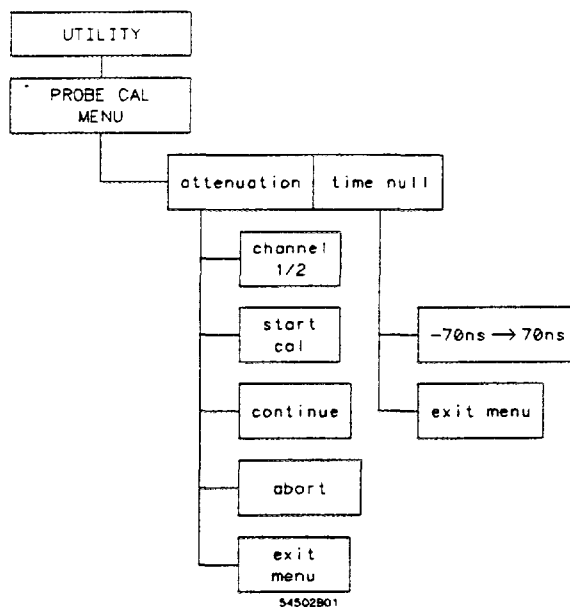 UTILITY
PROBE CAL
MENU
attenuation
time null
channel
1/2
start
cal
-70ns → 70ns
continue
exit menu
abort
exit
menu
54502B01